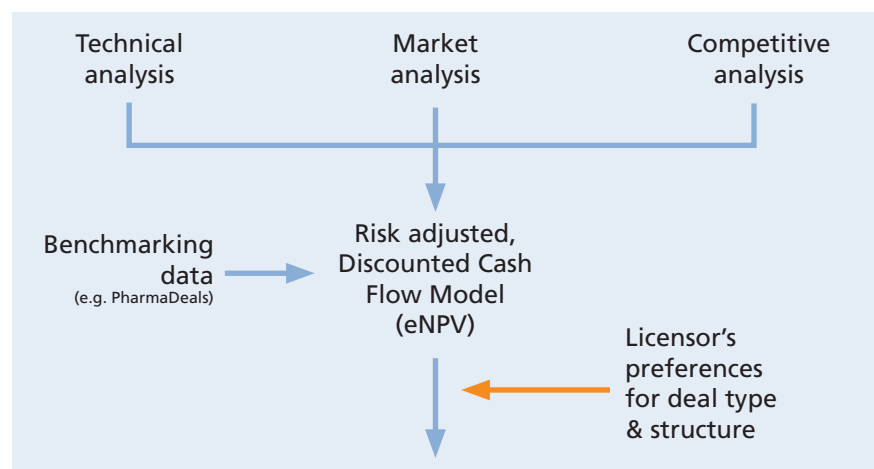 Technical
analysis
Market
analysis
Competitive
analysis
Benchmarking
data
(e.g. PharmaDeals)
Risk adjusted,
Discounted Cash
Flow Model
(eNPV)
Licensor’s
preferences
for deal type
& structure